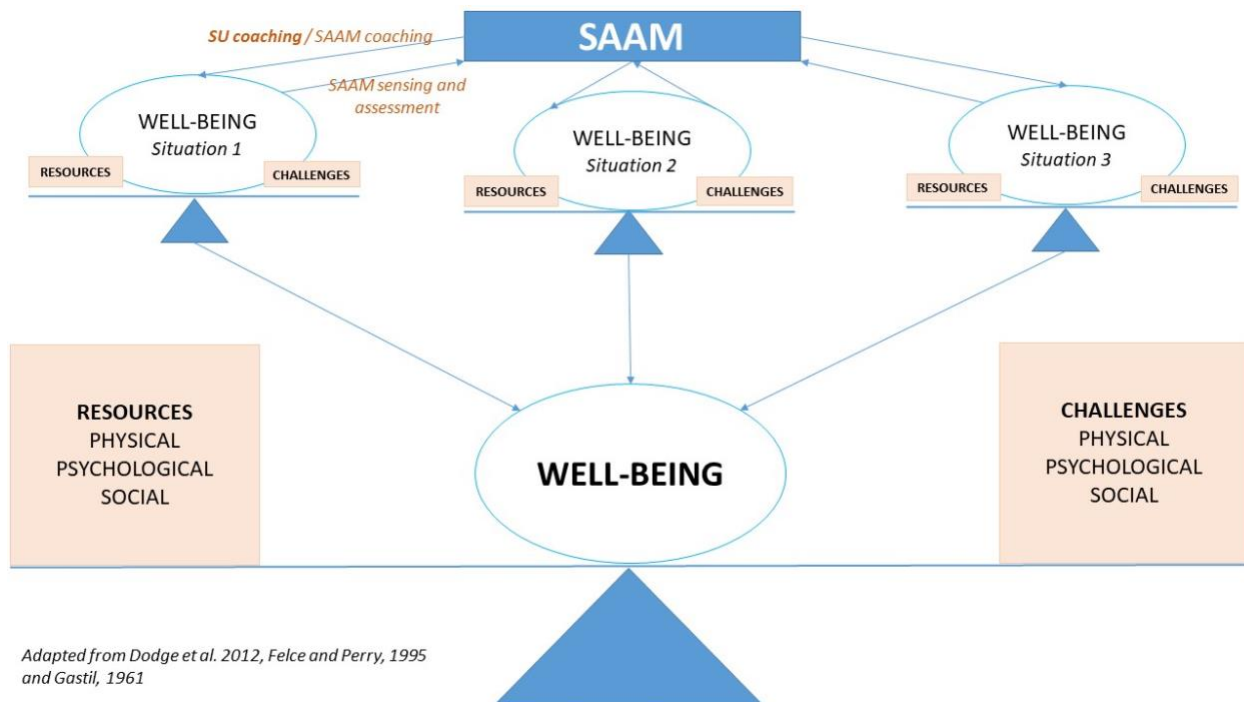 SAAM
SU coaching / SAAM coaching
SAAM sensing and
assessment
WELL-BEING
Situation 1
RESOURCES
CHALLENGES
WELL-BEING
Situation 2
RESOURCES
CHALLENGES
WELL-BEING
Situation 3
RESOURCES
CHALLENGES
RESOURCES
PHYSICAL
PSYCHOLOGICAL
SOCIAL
WELL-BEING
CHALLENGES
PHYSICAL
PSYCHOLOGICAL
SOCIAL
Adapted from Dodge et al. 2012, Felce and Perry, 1995
and Gastil, 1961